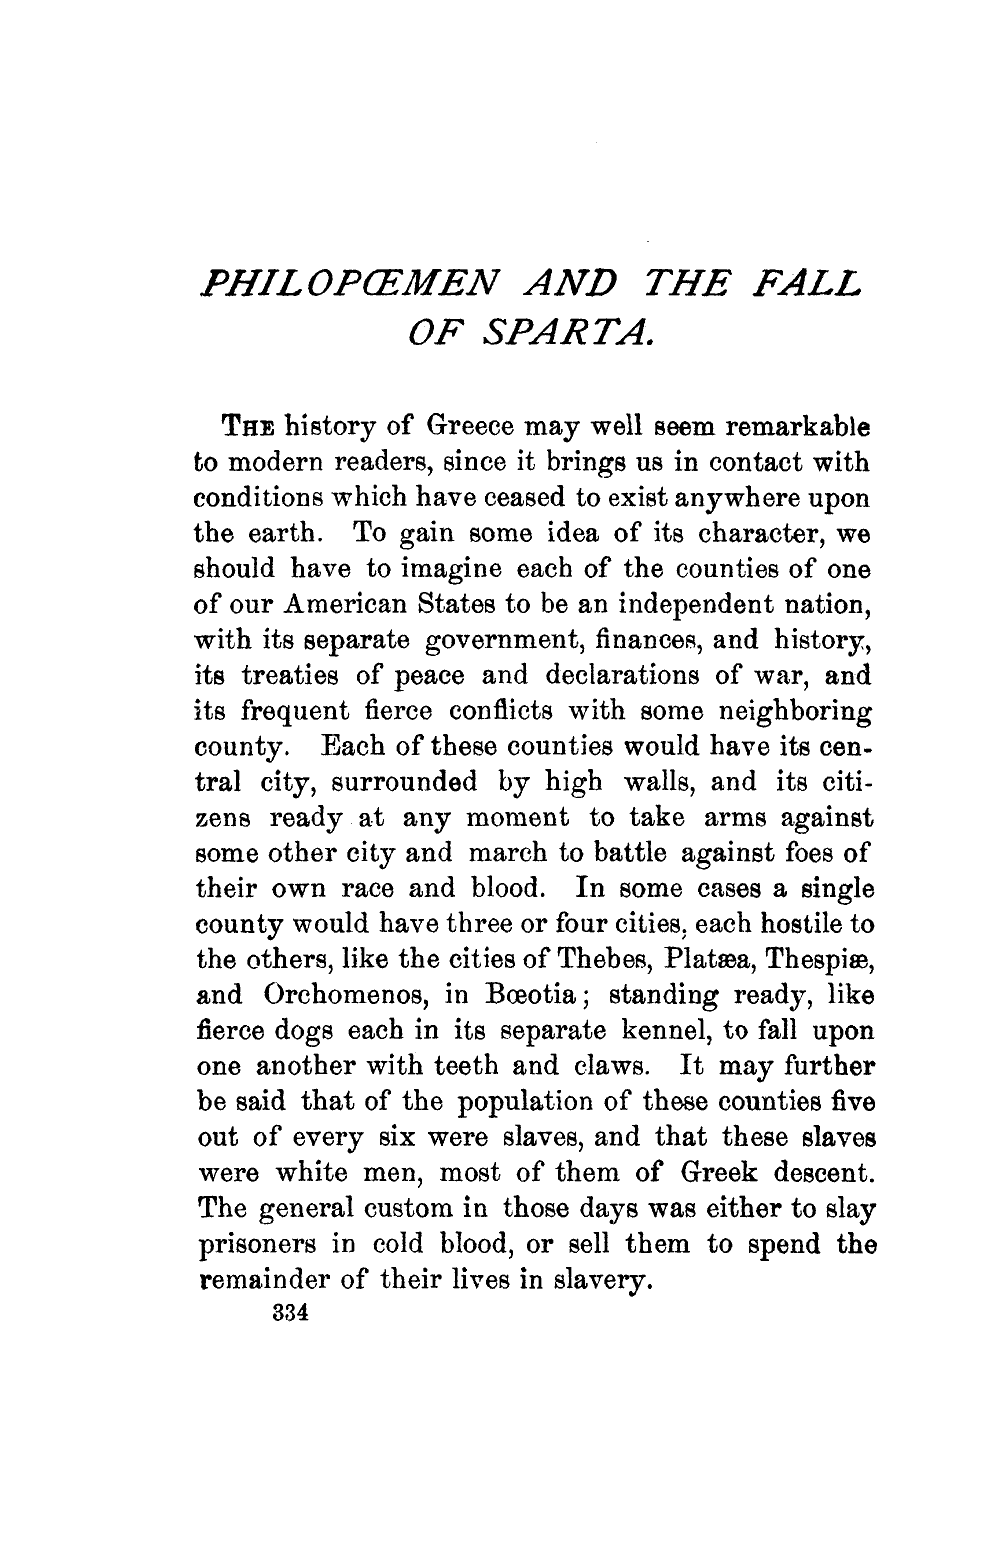 PHILOPŒMEN AND THE FALL
OF SPARTA.
THE history of Greece may well seem remarkable
to modern readers, since it brings us in contact with
conditions which have ceased to exist anywhere upon
the earth. To gain some idea of its character, we
should have to imagine each of the counties of one
of our American States to be an independent nation,
with its separate government, finances, and history,
its treaties of peace and declarations of war, and
its frequent fierce conflicts with some neighboring
county. Each of these counties would have its cen-
tral city, surrounded by high walls, and its citi-
zens ready at any moment to take arms against
some other city and march to battle against foes of
their own race and blood. In some cases a single
county would have three or four cities, each hostile to
the others, like the cities of Thebes, Platæa, Thespiæ,
and Orchomenos, in Bœotia; standing ready, like
fierce dogs each in its separate kennel, to fall upon
one another with teeth and claws. It may further
be said that of the population of these counties five
out of every six were slaves, and that these slaves
were white men, most of them of Greek descent.
The general custom in those days was either to slay
prisoners in cold blood, or sell them to spend the
remainder of their lives in slavery.
334